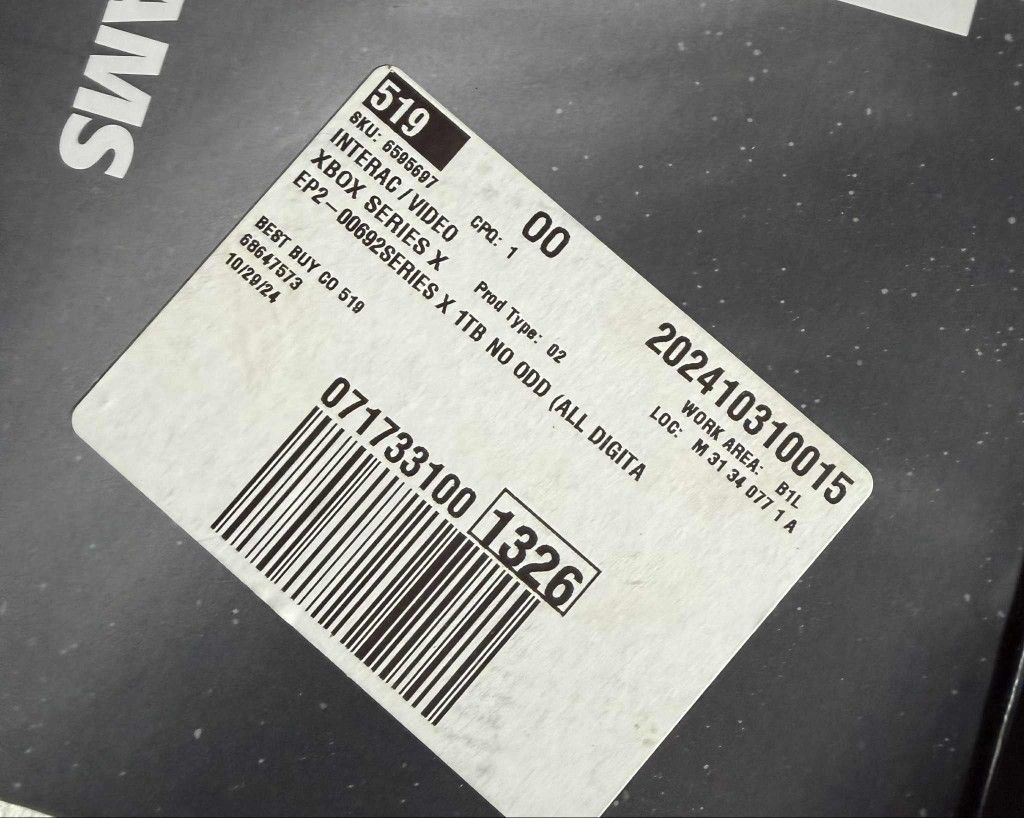 AMS
519
SKU: 6595697
INTERAC / VIDEO CPQ: 1 00
XBOX SERIES X Prod Type: 02
EP2-00692SERIES X 1TB NO ODD (ALL DIGITA
BEST BUY CO 519
68647573
10/29/24
202410310015
WORK AREA: B1L
LOC: M 31 34 077 1 A
071733100 1326